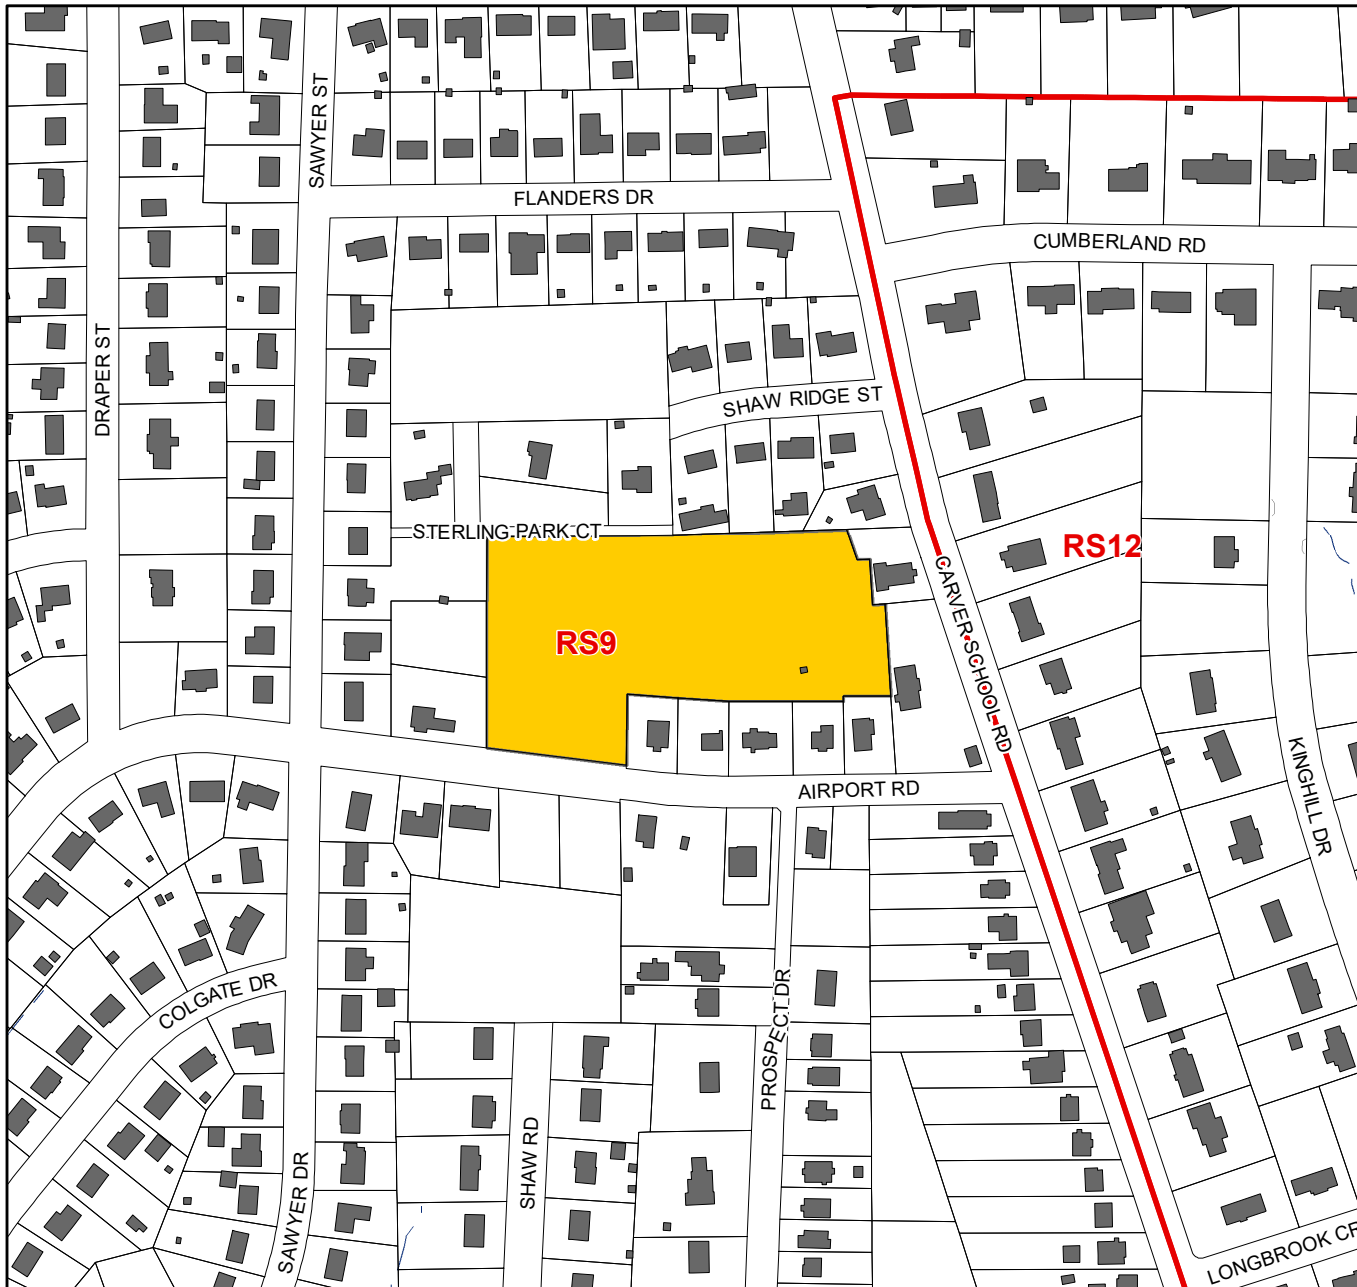 SAWYER ST
FLANDERS DR
CUMBERLAND RD
DRAPER ST
SHAW RIDGE ST
STERLING PARK CT
RS12
CARVER SCHOOL RD
RS9
KINGHILL DR
AIRPORT RD
COLGATE DR
PROSPECT DR
SHAW RD
SAWYER DR
LONGBROOK CR